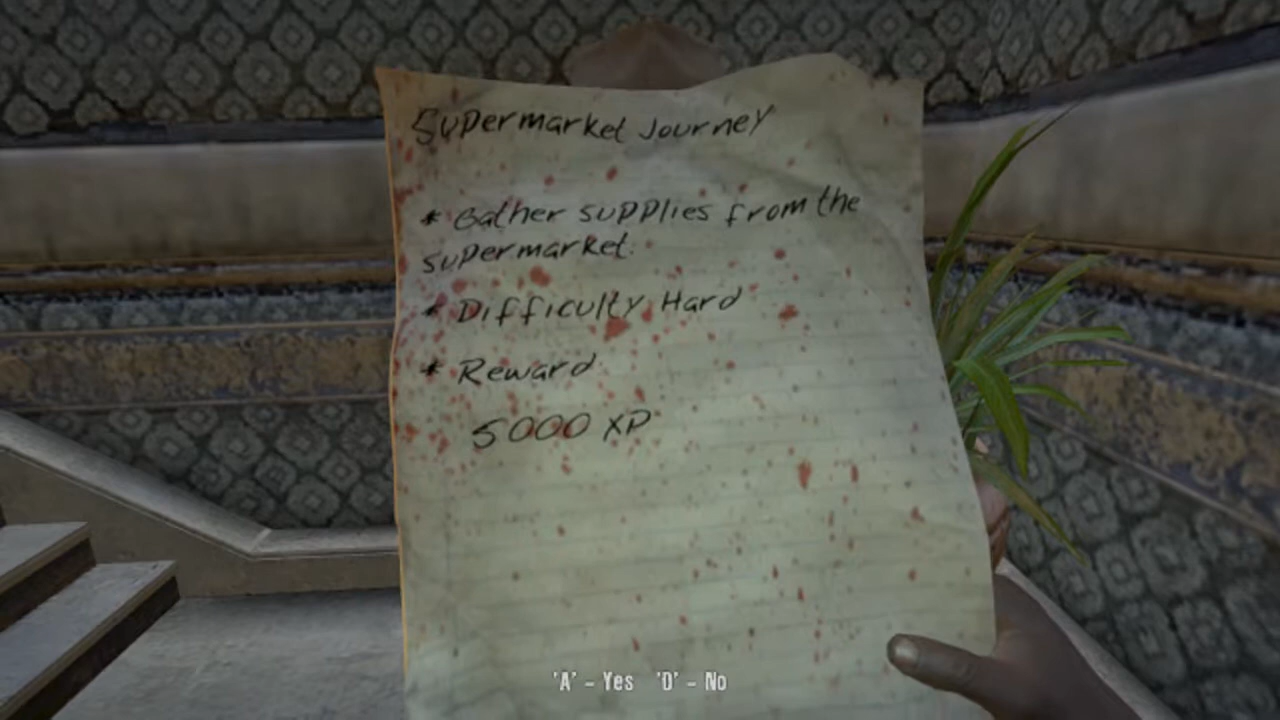 Supermarket Journey
* Gather supplies from the
supermarket.
* Difficulty Hard
* Reward
5000 XP
'A' - Yes 'D' - No